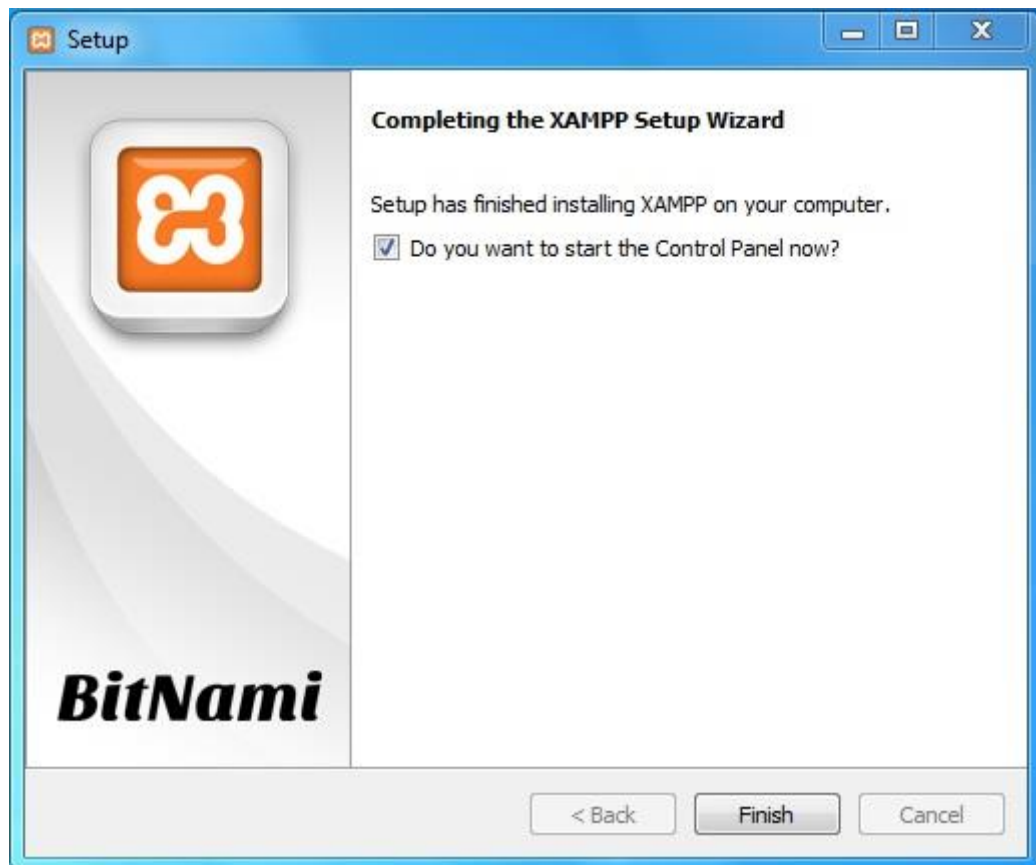 Setup
Completing the XAMPP Setup Wizard
Setup has finished installing XAMPP on your computer.
Do you want to start the Control Panel now?
BitNami
< Back
Finish
Cancel